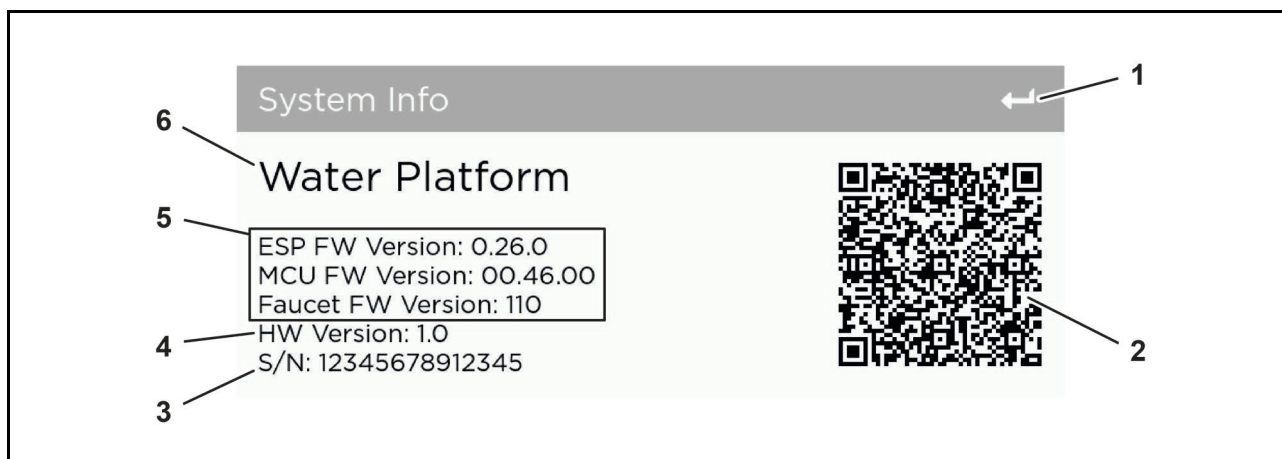 System Info
1
6
Water Platform
5
ESP FW Version: 0.26.0
MCU FW Version: 00.46.00
Faucet FW Version: 110
4
HW Version: 1.0
2
S/N: 12345678912345
3